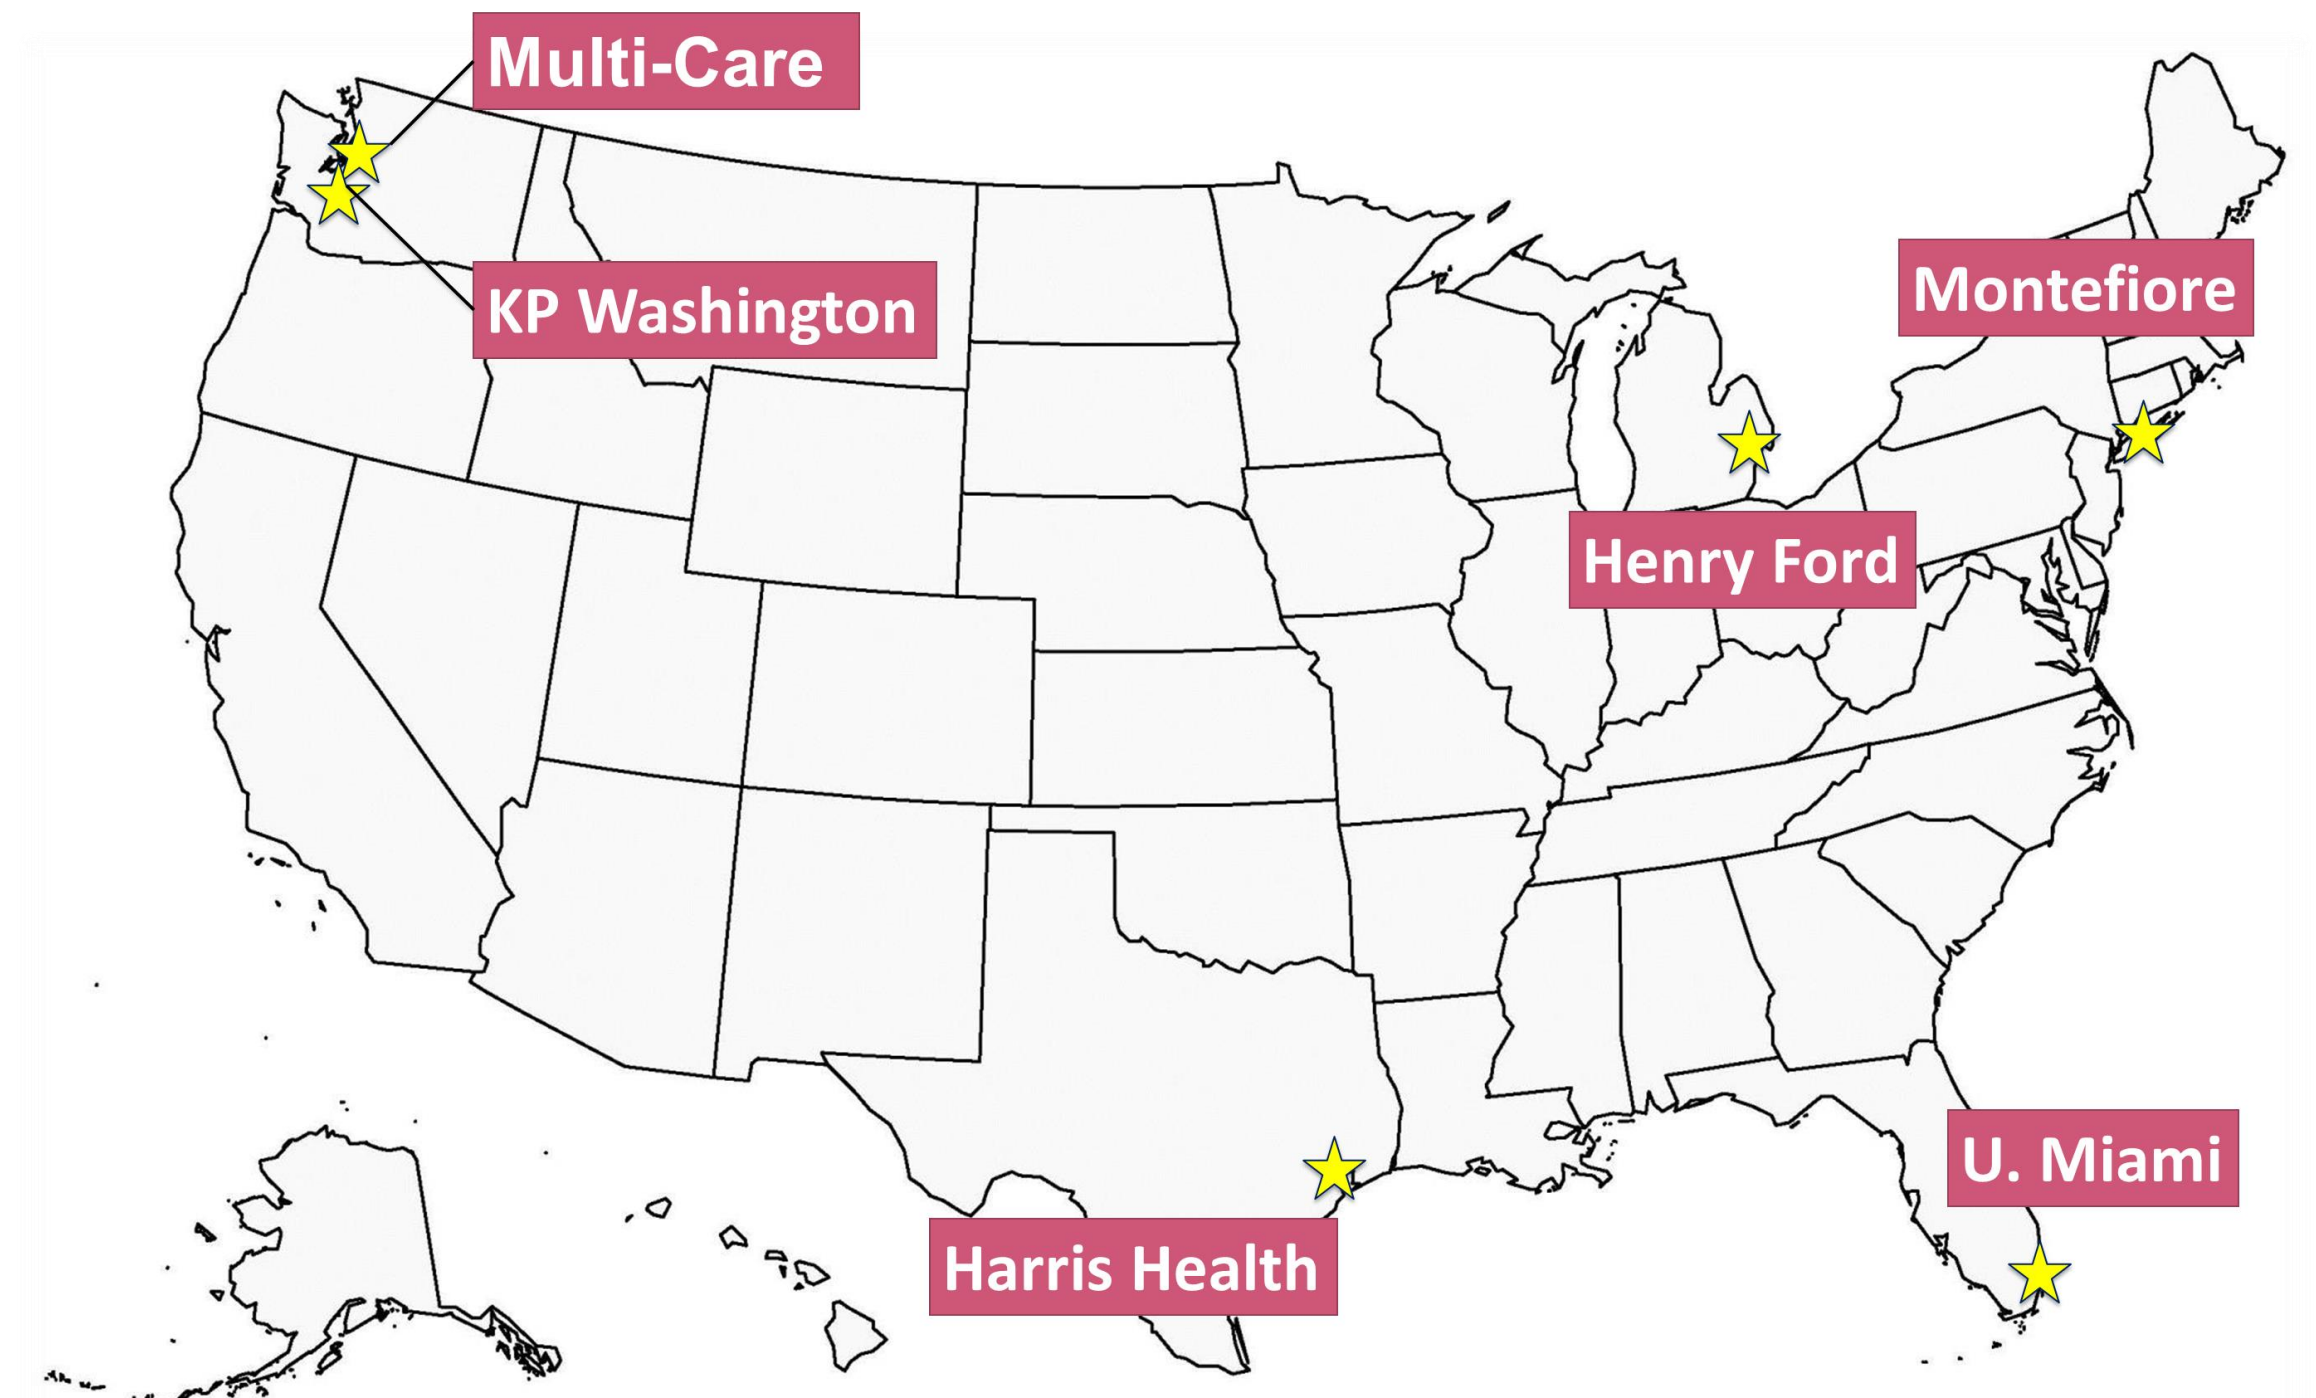 Multi-Care
KP Washington
Montefiore
Henry Ford
U. Miami
Harris Health